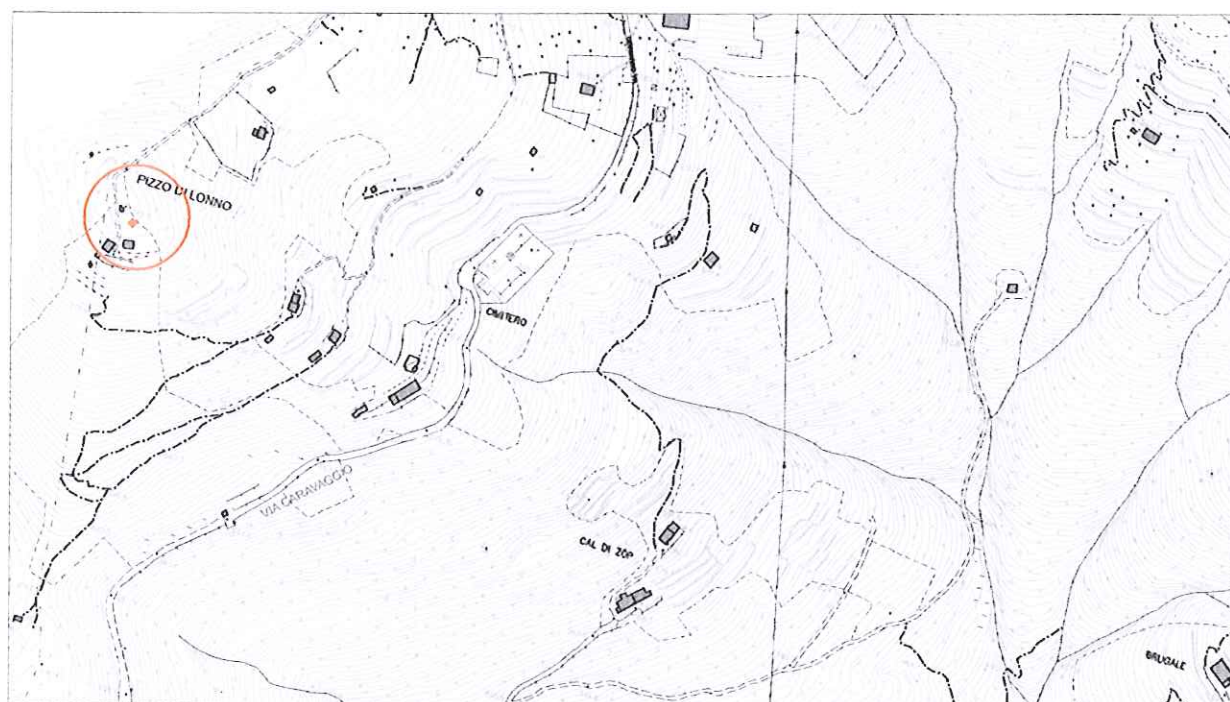 PIZZO DI LONNO
CIMITERO
VIA CARAVAGGIO
CAL DI ZOP
BRUGALE